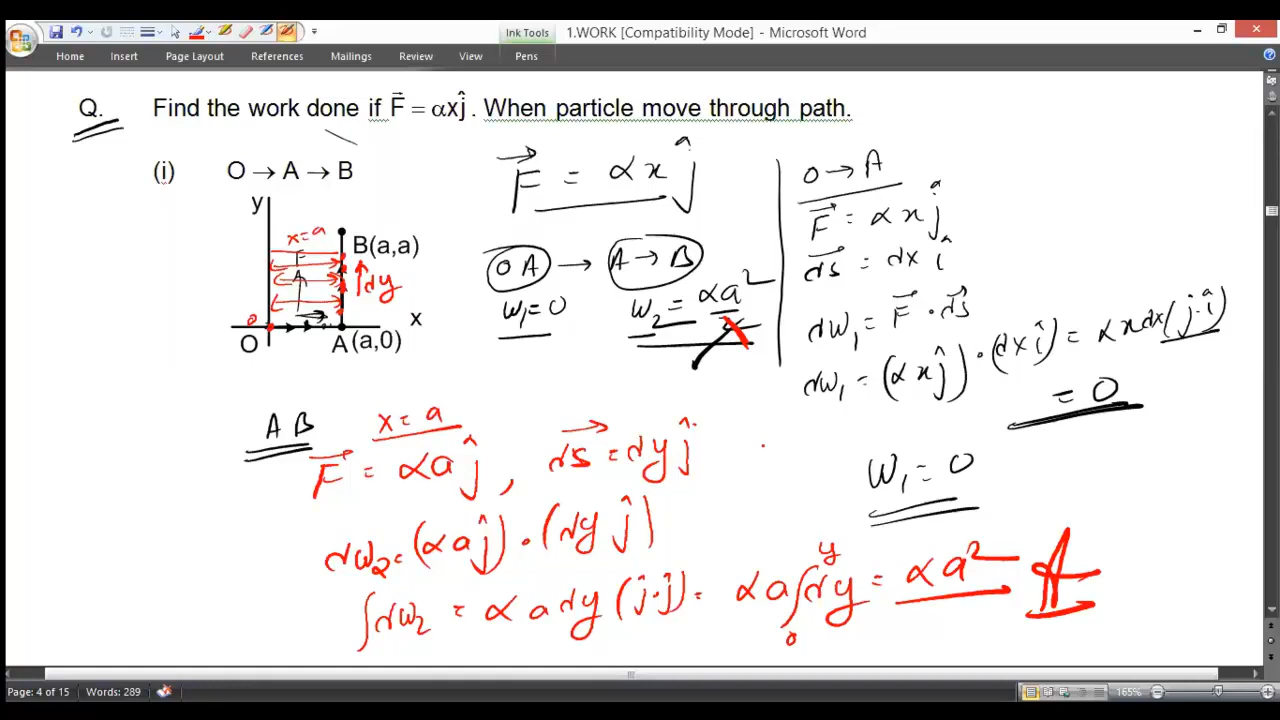 Ink Tools
1.WORK [Compatibility Mode] - Microsoft Word
Home Insert Page Layout References Mailings Review View Pens
Q. Find the work done if F⃗ = αxĵ . When particle move through path.
(i) O → A → B
y
x = a
F
B(a,a)
dy
x
o
O
A(a,0)
F⃗ = αx ĵ
OA → A → B
W₁ = 0 W₂ = αa²
O → A
F⃗ = αx ĵ
ds⃗ = dx î
dW₁ = F⃗ · ds⃗
dW₁ = (αxĵ) · (dxî) = αxdx(ĵ·î)
= 0
W₁ = 0
AB
x = a
F⃗ = αaĵ , ds⃗ = dyĵ
dW₂ = (αaĵ) · (dyĵ)
∫dW₂ = αady(ĵ·ĵ) = αa∫₀ʸdy = αa² A
Page: 4 of 15 Words: 289 165%